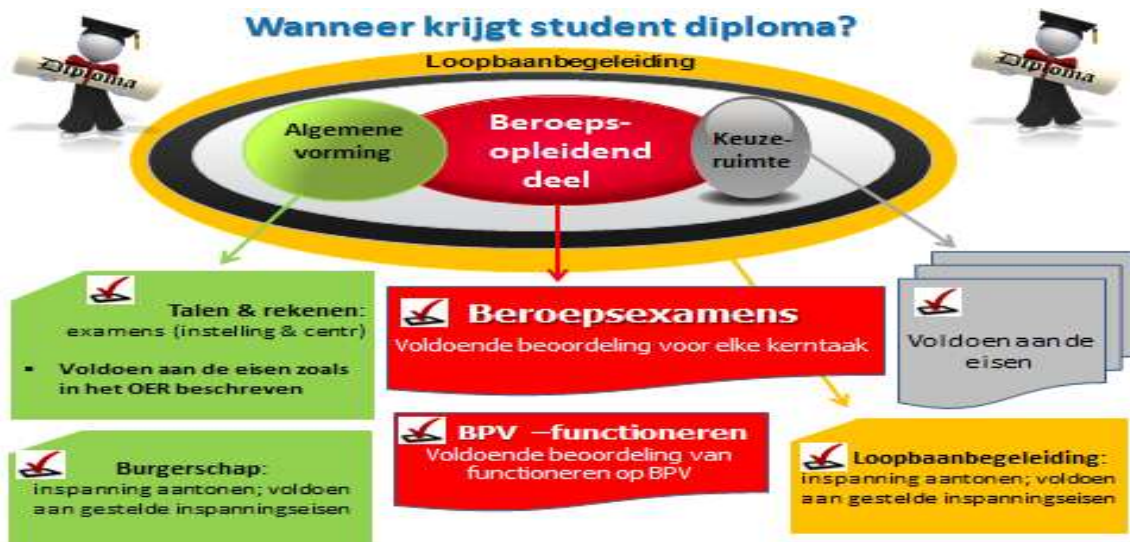 Wanneer krijgt student diploma?
Diploma
Diploma
Loopbaanbegeleiding
Algemene
vorming
Beroeps-
opleidend
deel
Keuze-
ruimte
Talen & rekenen:
examens (instelling & centr)
▪ Voldoen aan de eisen zoals
in het OER beschreven
Beroepsexamens
Voldoende beoordeling voor elke kerntaak
Voldoen aan de
eisen
Burgerschap:
inspanning aantonen; voldoen
aan gestelde inspanningseisen
BPV –functioneren
Voldoende beoordeling van
functioneren op BPV
Loopbaanbegeleiding:
inspanning aantonen; voldoen
aan gestelde inspanningseisen